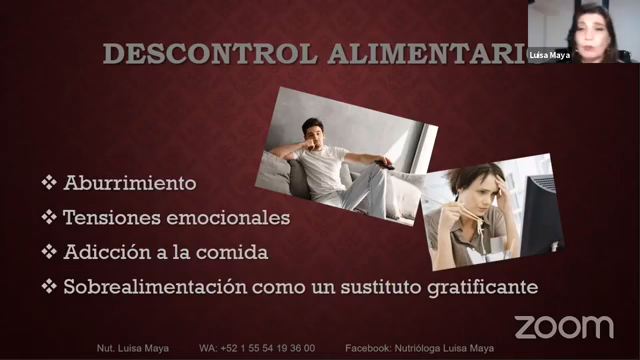 DESCONTROL ALIMENTARI
Luisa Maya
Aburrimiento
Tensiones emocionales
Adicción a la comida
Sobrealimentación como un sustituto gratificante
zoom
Nut. Luisa Maya WA: +52 1 55 54 19 36 00 Facebook: Nutrióloga Luisa Maya